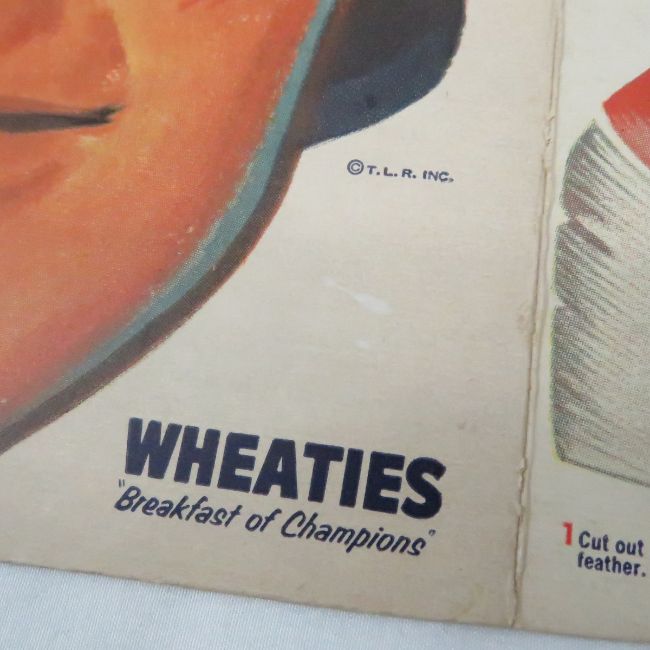 © T. L. R. INC.
WHEATIES
"Breakfast of Champions"
1 Cut out
feather.